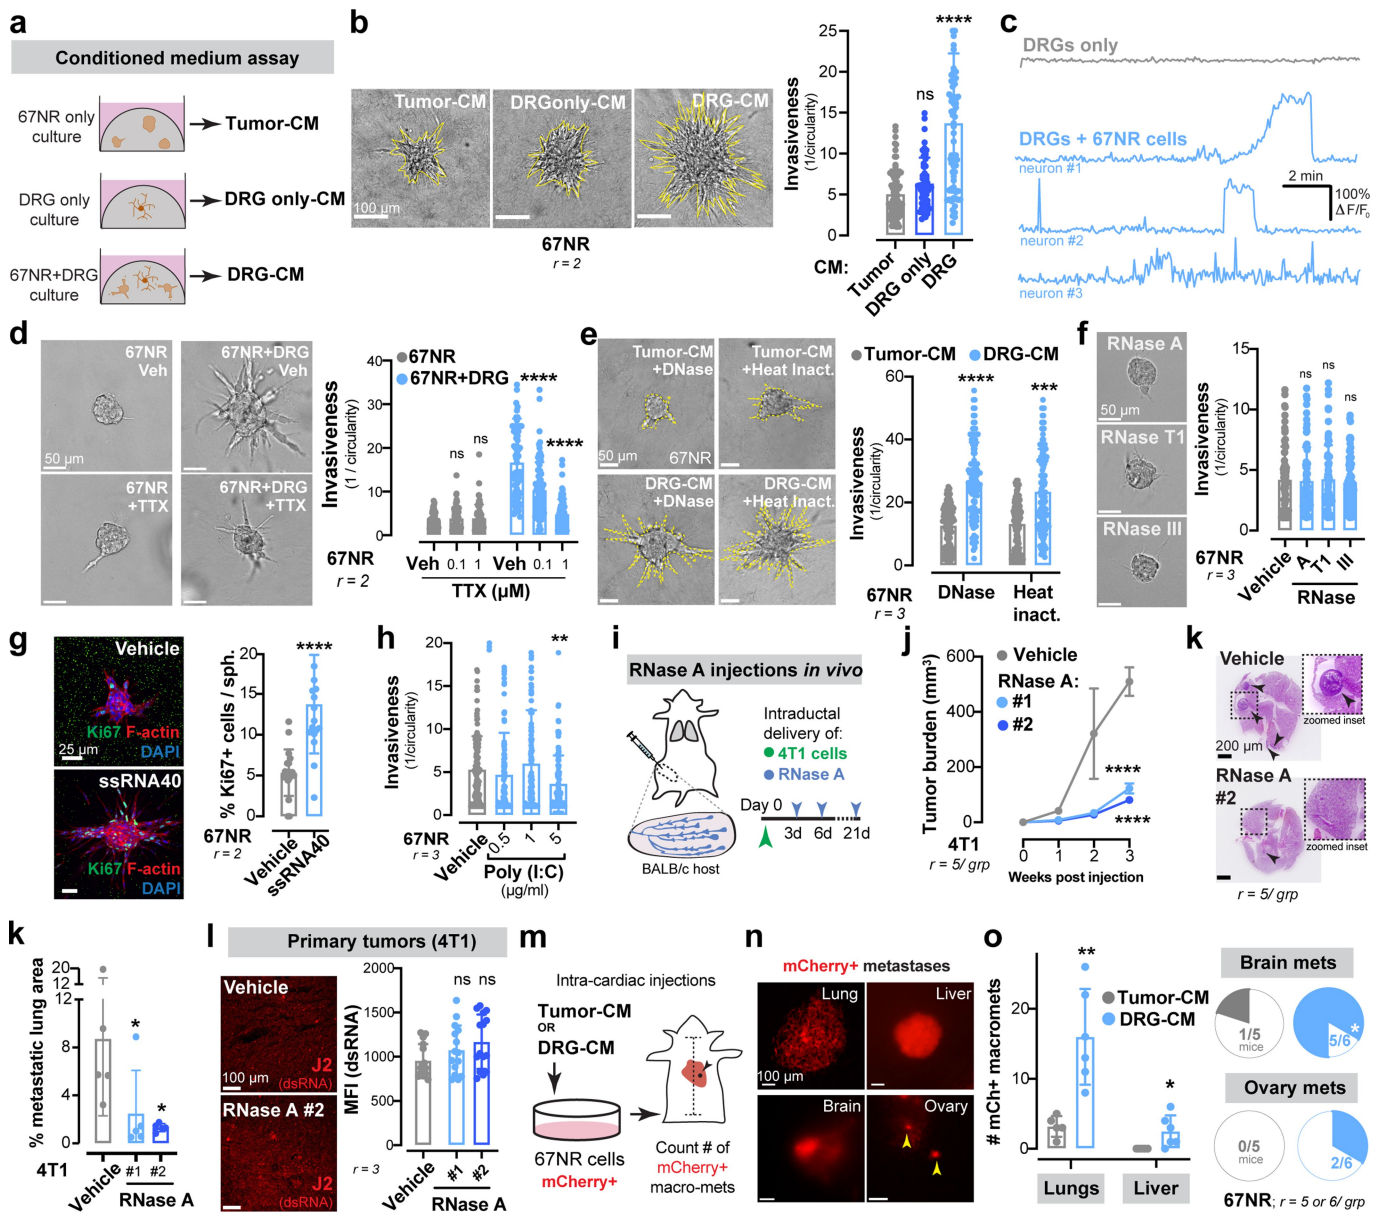 a
Conditioned medium assay
67NR only
culture
Tumor-CM
DRG only
culture
DRG only-CM
67NR+DRG
culture
DRG-CM
b
Tumor-CM
DRGonly-CM
DRG-CM
100 µm
67NR
r = 2
Invasiveness
(1/circularity)
25
20
15
10
5
0
ns
****
CM:
Tumor
DRG only
DRG
c
DRGs only
DRGs + 67NR cells
neuron #1
2 min
100%
ΔF/F₀
neuron #2
neuron #3
d
67NR
Veh
67NR+DRG
Veh
50 µm
67NR
+TTX
67NR+DRG
+TTX
67NR
67NR+DRG
Invasiveness
(1 / circularity)
40
30
20
10
0
ns
ns
****
****
67NR
r = 2
Veh 0.1 1 Veh 0.1 1
TTX (µM)
e
Tumor-CM
+DNase
Tumor-CM
+Heat Inact.
50 µm
67NR
DRG-CM
+DNase
DRG-CM
+Heat Inact.
Tumor-CM
DRG-CM
Invasiveness
(1/circularity)
60
40
20
0
****
***
67NR
r = 3
DNase
Heat
inact.
f
RNase A
50 µm
RNase T1
RNase III
Invasiveness
(1/circularity)
15
10
5
0
ns
ns
ns
67NR
r = 3
Vehicle
A
T1
III
RNase
g
Vehicle
Ki67 F-actin
DAPI
25 µm
ssRNA40
Ki67 F-actin
DAPI
% Ki67+ cells / sph.
20
15
10
5
0
****
67NR
r = 2
Vehicle
ssRNA40
h
Invasiveness
(1/circularity)
20
15
10
5
0
**
67NR
r = 3
Vehicle
0.5
1
5
Poly (I:C)
(µg/ml)
i
RNase A injections in vivo
Intraductal
delivery of:
4T1 cells
RNase A
Day 0
3d 6d 21d
BALB/c host
j
Tumor burden (mm³)
600
400
200
0
Vehicle
RNase A:
#1
#2
****
****
4T1
r = 5/ grp
0 1 2 3
Weeks post injection
k
Vehicle
zoomed inset
200 µm
RNase A
#2
zoomed inset
r = 5/ grp
k
% metastatic lung area
20
12
12
8
4
0
*
*
4T1
Vehicle
#1 #2
RNase A
l
Primary tumors (4T1)
Vehicle
J2
(dsRNA)
100 µm
RNase A #2
J2
(dsRNA)
MFI (dsRNA)
2000
1500
1000
500
0
ns
ns
r = 3
Vehicle
#1 #2
RNase A
m
Intra-cardiac injections
Tumor-CM
OR
DRG-CM
67NR cells
mCherry+
Count # of
mCherry+
macro-mets
n
mCherry+ metastases
Lung
100 µm
Liver
Brain
Ovary
o
# mCh+ macromets
20
10
0
**
*
Tumor-CM
DRG-CM
Lungs
Liver
Brain mets
1/5
mice
*
5/6
Ovary mets
0/5
mice
2/6
67NR; r = 5 or 6/ grp